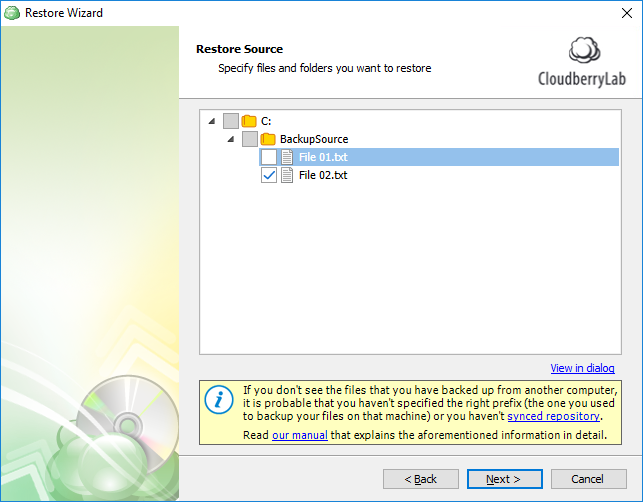 Restore Wizard
Restore Source
Specify files and folders you want to restore
CloudberryLab
C:
BackupSource
File 01.txt
File 02.txt
View in dialog
If you don't see the files that you have backed up from another computer,
it is probable that you haven't specified the right prefix (the one you used
to backup your files on that machine) or you haven't synced repository.
Read our manual that explains the aforementioned information in detail.
< Back
Next >
Cancel